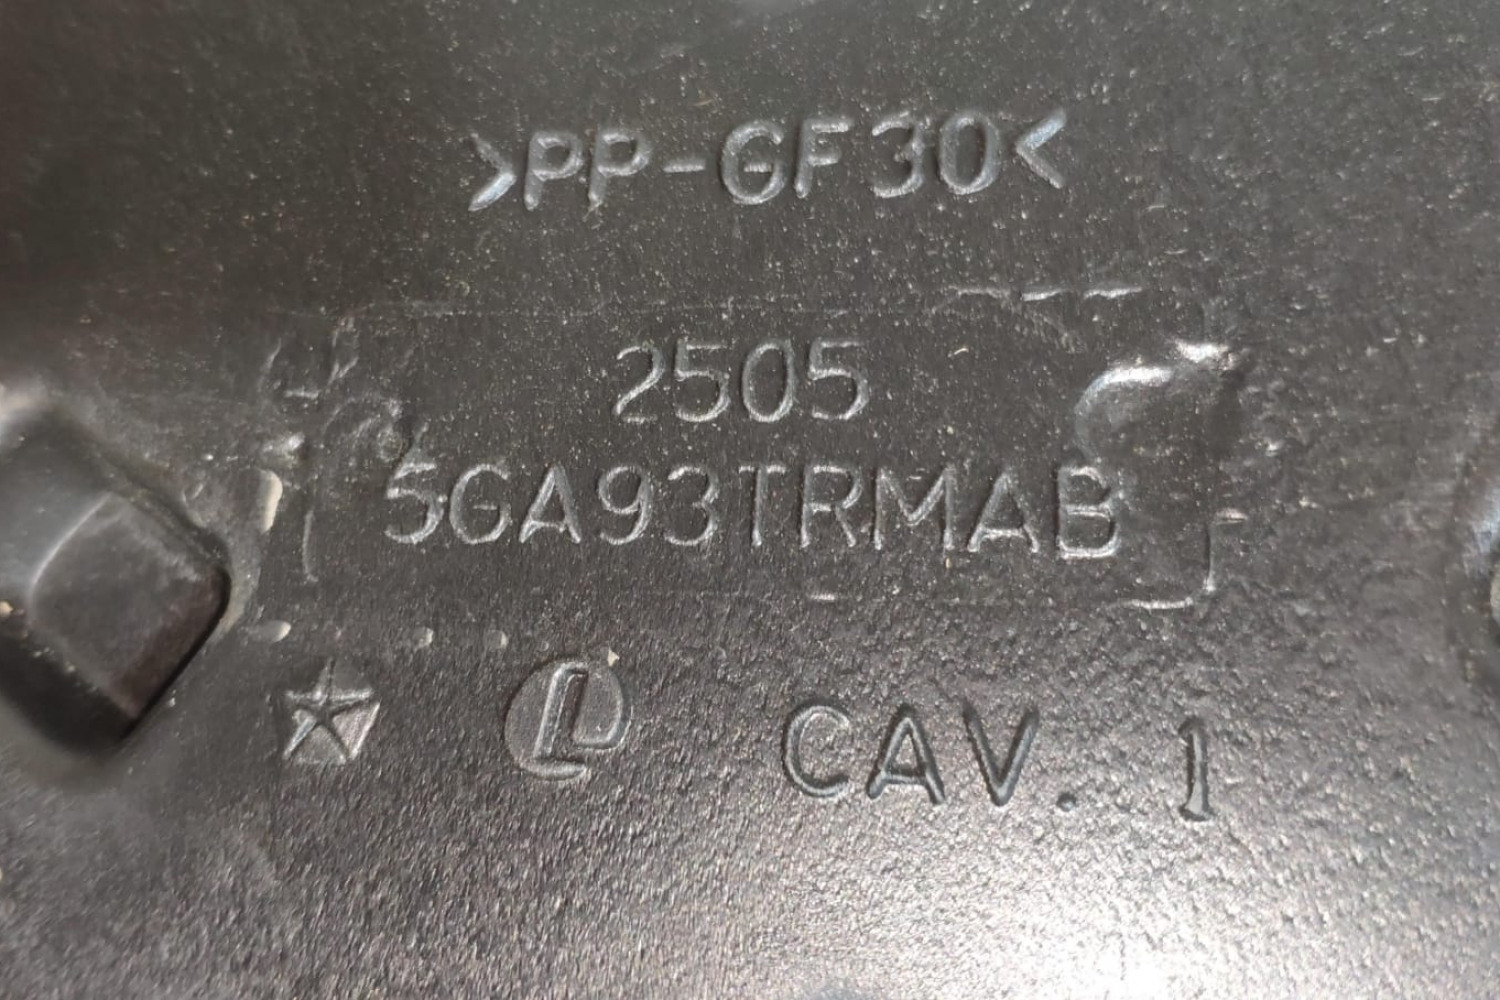 >PP-GF30<
2505
5GA93TRMAB
CAV. 1